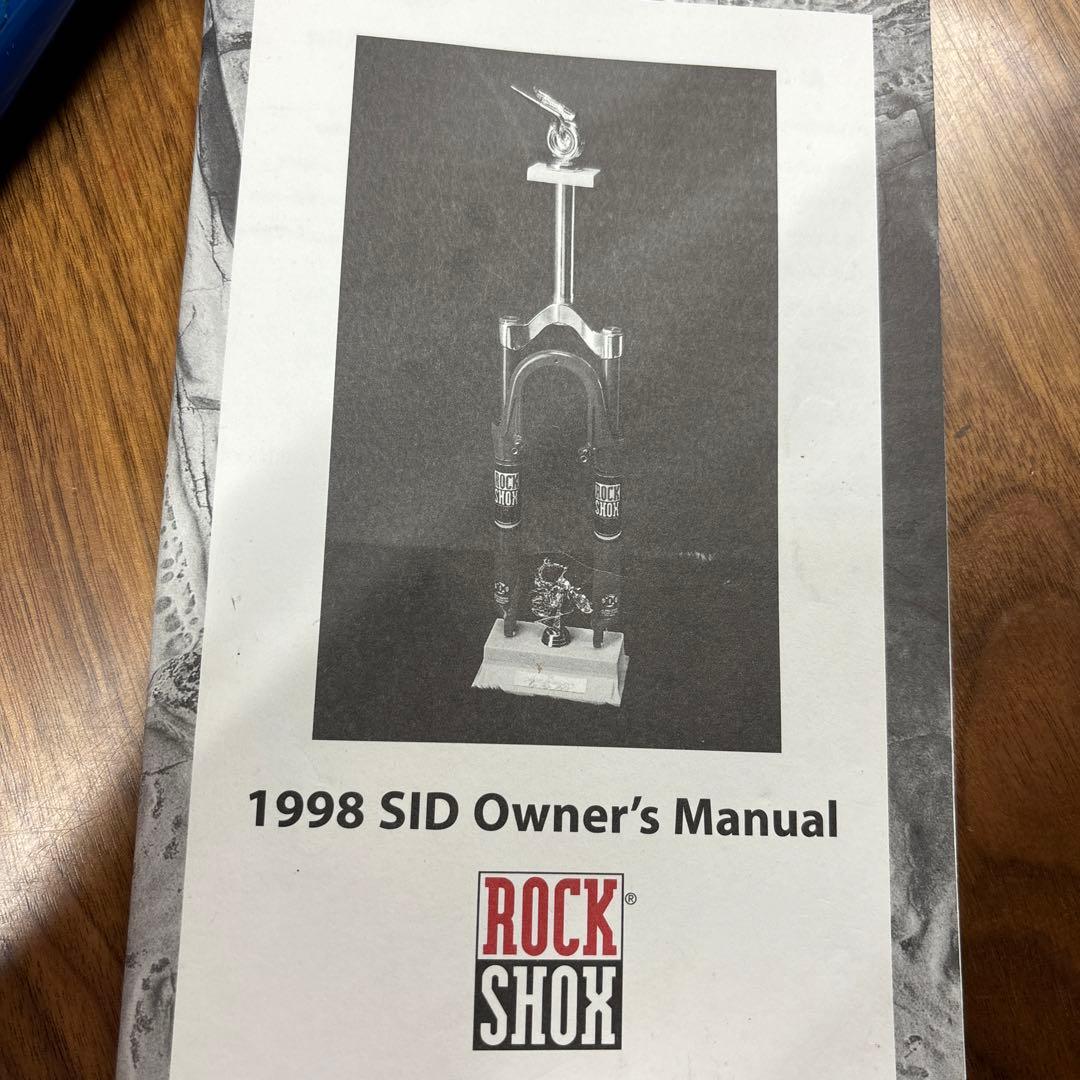 ROCK
SHOX
ROCK
SHOX
1998 SID Owner's Manual
ROCK
SHOX
®